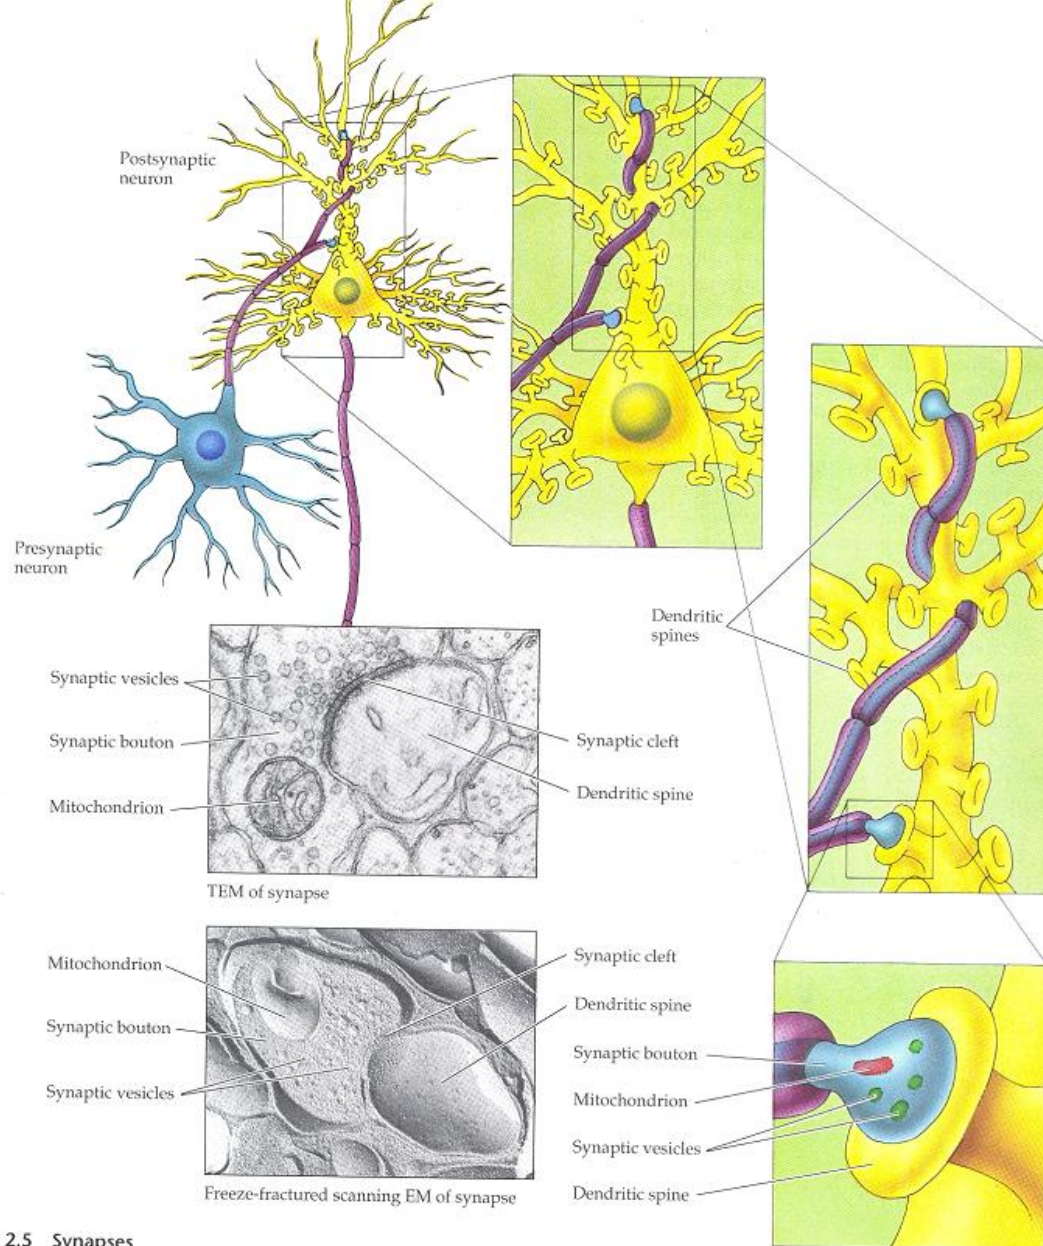 Postsynaptic
neuron
Presynaptic
neuron
Dendritic
spines
Synaptic vesicles
Synaptic bouton
Mitochondrion
Synaptic cleft
Dendritic spine
TEM of synapse
Mitochondrion
Synaptic bouton
Synaptic vesicles
Synaptic cleft
Dendritic spine
Freeze-fractured scanning EM of synapse
Synaptic bouton
Mitochondrion
Synaptic vesicles
Dendritic spine
2.5 Synapses